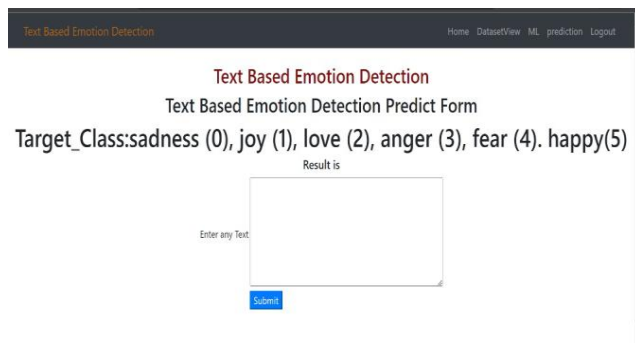 Text Based Emotion Detection Home DatasetView ML prediction Logout
Text Based Emotion Detection
Text Based Emotion Detection Predict Form
Target_Class:sadness (0), joy (1), love (2), anger (3), fear (4). happy(5)
Result is
Enter any Text
Submit